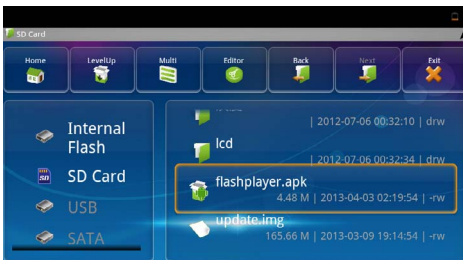 SD Card
Home LevelUp Multi Editor Back Next Exit
Internal
Flash
SD Card
USB
SATA
| 2012-07-06 00:32:10 | drw
lcd
| 2012-07-06 00:32:34 | drw
flashplayer.apk
4.48 M | 2013-04-03 02:19:54 | -rw
update.img
165.66 M | 2013-03-09 19:14:54 | -rw